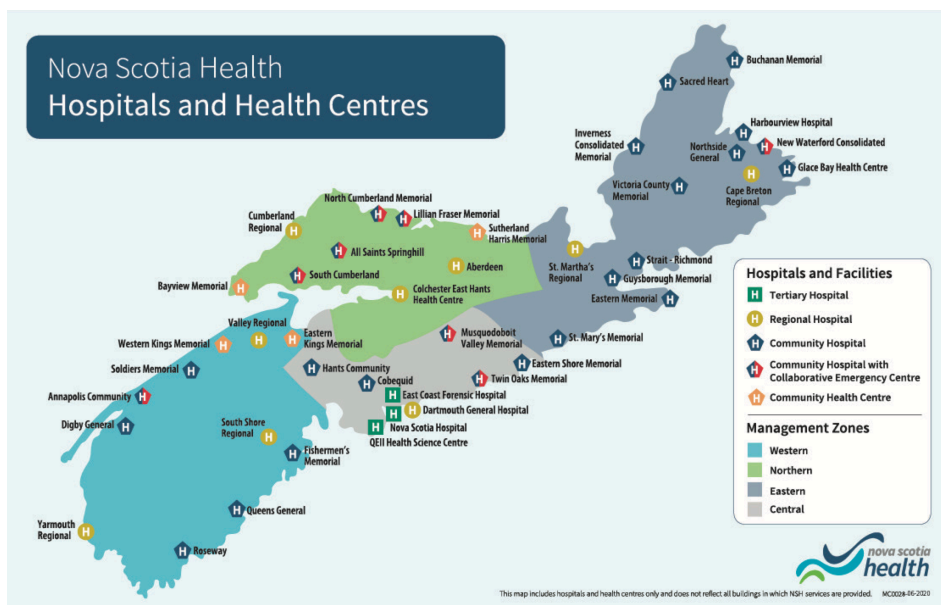 Nova Scotia Health
Hospitals and Health Centres
Buchanan Memorial
Sacred Heart
Harbourview Hospital
Inverness
Consolidated
Memorial
Northside
General
New Waterford Consolidated
Glace Bay Health Centre
Victoria County
Memorial
Cape Breton
Regional
North Cumberland Memorial
Lillian Fraser Memorial
Cumberland
Regional
Sutherland
Harris Memorial
All Saints Springhill
Aberdeen
St. Martha's
Regional
Strait - Richmond
South Cumberland
Guysborough Memorial
Bayview Memorial
Colchester East Hants
Health Centre
Eastern Memorial
Valley Regional
Eastern
Kings Memorial
Western Kings Memorial
Musquodoboit
Valley Memorial
St. Mary's Memorial
Soldiers Memorial
Hants Community
Eastern Shore Memorial
Cobequid
Twin Oaks Memorial
Annapolis Community
East Coast Forensic Hospital
Dartmouth General Hospital
Digby General
South Shore
Regional
Nova Scotia Hospital
QEII Health Science Centre
Fishermen's
Memorial
Queens General
Yarmouth
Regional
Roseway
Hospitals and Facilities
H Tertiary Hospital
H Regional Hospital
H Community Hospital
H Community Hospital with
Collaborative Emergency Centre
H Community Health Centre
Management Zones
Western
Northern
Eastern
Central
nova scotia
health
This map includes hospitals and health centres only and does not reflect all buildings in which NSH services are provided. MC0028-06-2020